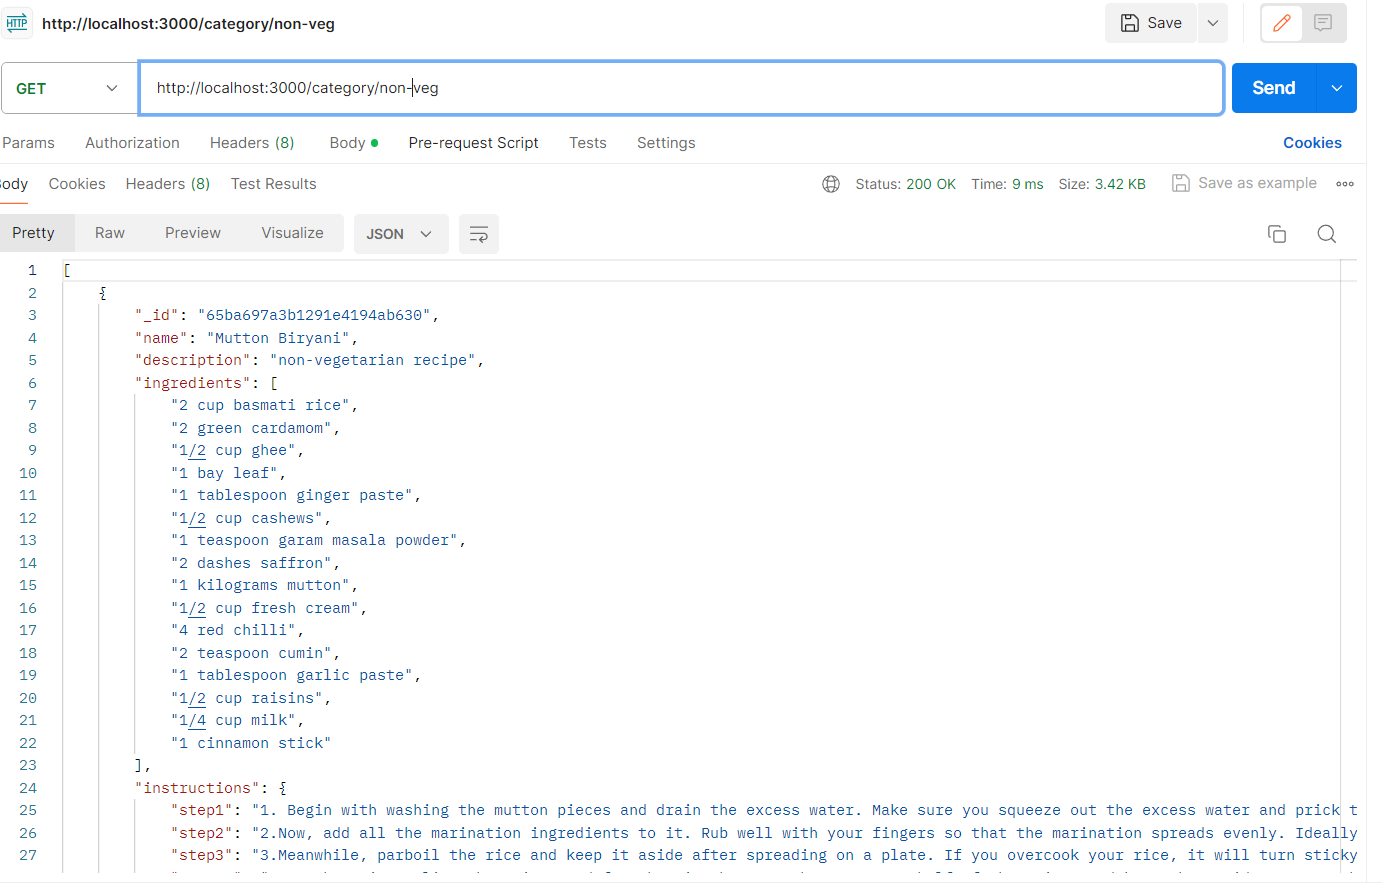 HTTP http://localhost:3000/category/non-veg Save
GET http://localhost:3000/category/non-veg Send
Params Authorization Headers (8) Body Pre-request Script Tests Settings Cookies
ody Cookies Headers (8) Test Results Status: 200 OK Time: 9 ms Size: 3.42 KB Save as example
Pretty Raw Preview Visualize JSON
1 [
2 {
3 "_id": "65ba697a3b1291e4194ab630",
4 "name": "Mutton Biryani",
5 "description": "non-vegetarian recipe",
6 "ingredients": [
7 "2 cup basmati rice",
8 "2 green cardamom",
9 "1/2 cup ghee",
10 "1 bay leaf",
11 "1 tablespoon ginger paste",
12 "1/2 cup cashews",
13 "1 teaspoon garam masala powder",
14 "2 dashes saffron",
15 "1 kilograms mutton",
16 "1/2 cup fresh cream",
17 "4 red chilli",
18 "2 teaspoon cumin",
19 "1 tablespoon garlic paste",
20 "1/2 cup raisins",
21 "1/4 cup milk",
22 "1 cinnamon stick"
23 ],
24 "instructions": {
25 "step1": "1. Begin with washing the mutton pieces and drain the excess water. Make sure you squeeze out the excess water and prick t
26 "step2": "2.Now, add all the marination ingredients to it. Rub well with your fingers so that the marination spreads evenly. Ideally
27 "step3": "3.Meanwhile, parboil the rice and keep it aside after spreading on a plate. If you overcook your rice, it will turn sticky